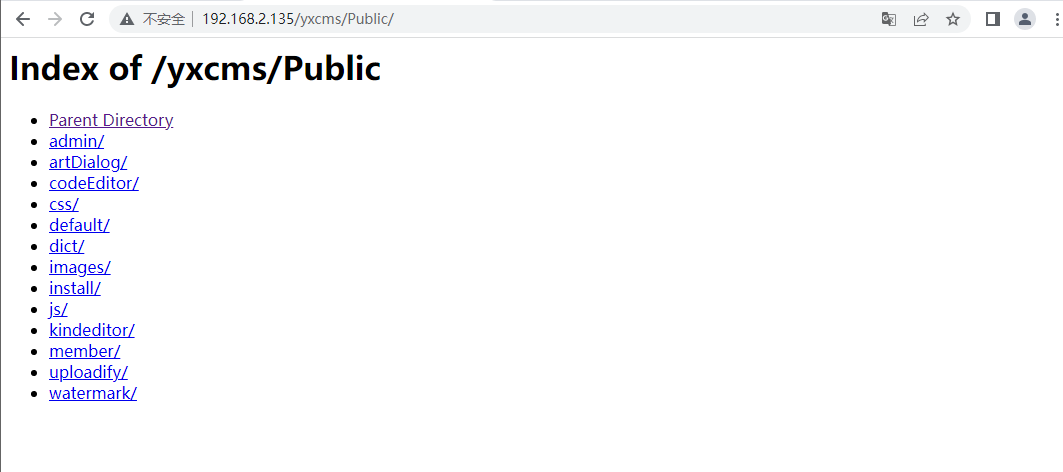 不安全 192.168.2.135/yxcms/Public/
Index of /yxcms/Public
Parent Directory
admin/
artDialog/
codeEditor/
css/
default/
dict/
images/
install/
js/
kindeditor/
member/
uploadify/
watermark/